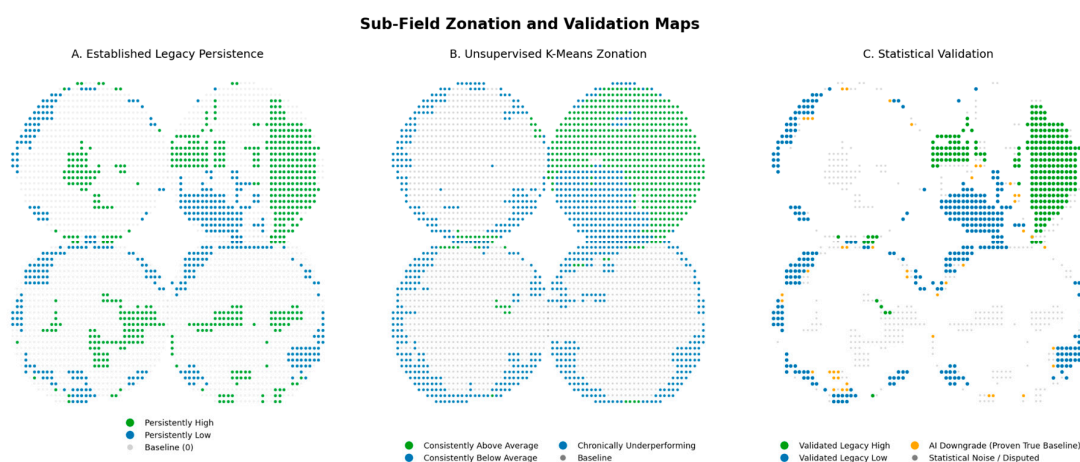 Sub-Field Zonation and Validation Maps
A. Established Legacy Persistence
B. Unsupervised K-Means Zonation
C. Statistical Validation
Persistently High
Persistently Low
Baseline (0)
Consistently Above Average
Consistently Below Average
Chronically Underperforming
Baseline
Validated Legacy High
Validated Legacy Low
AI Downgrade (Proven True Baseline)
Statistical Noise / Disputed